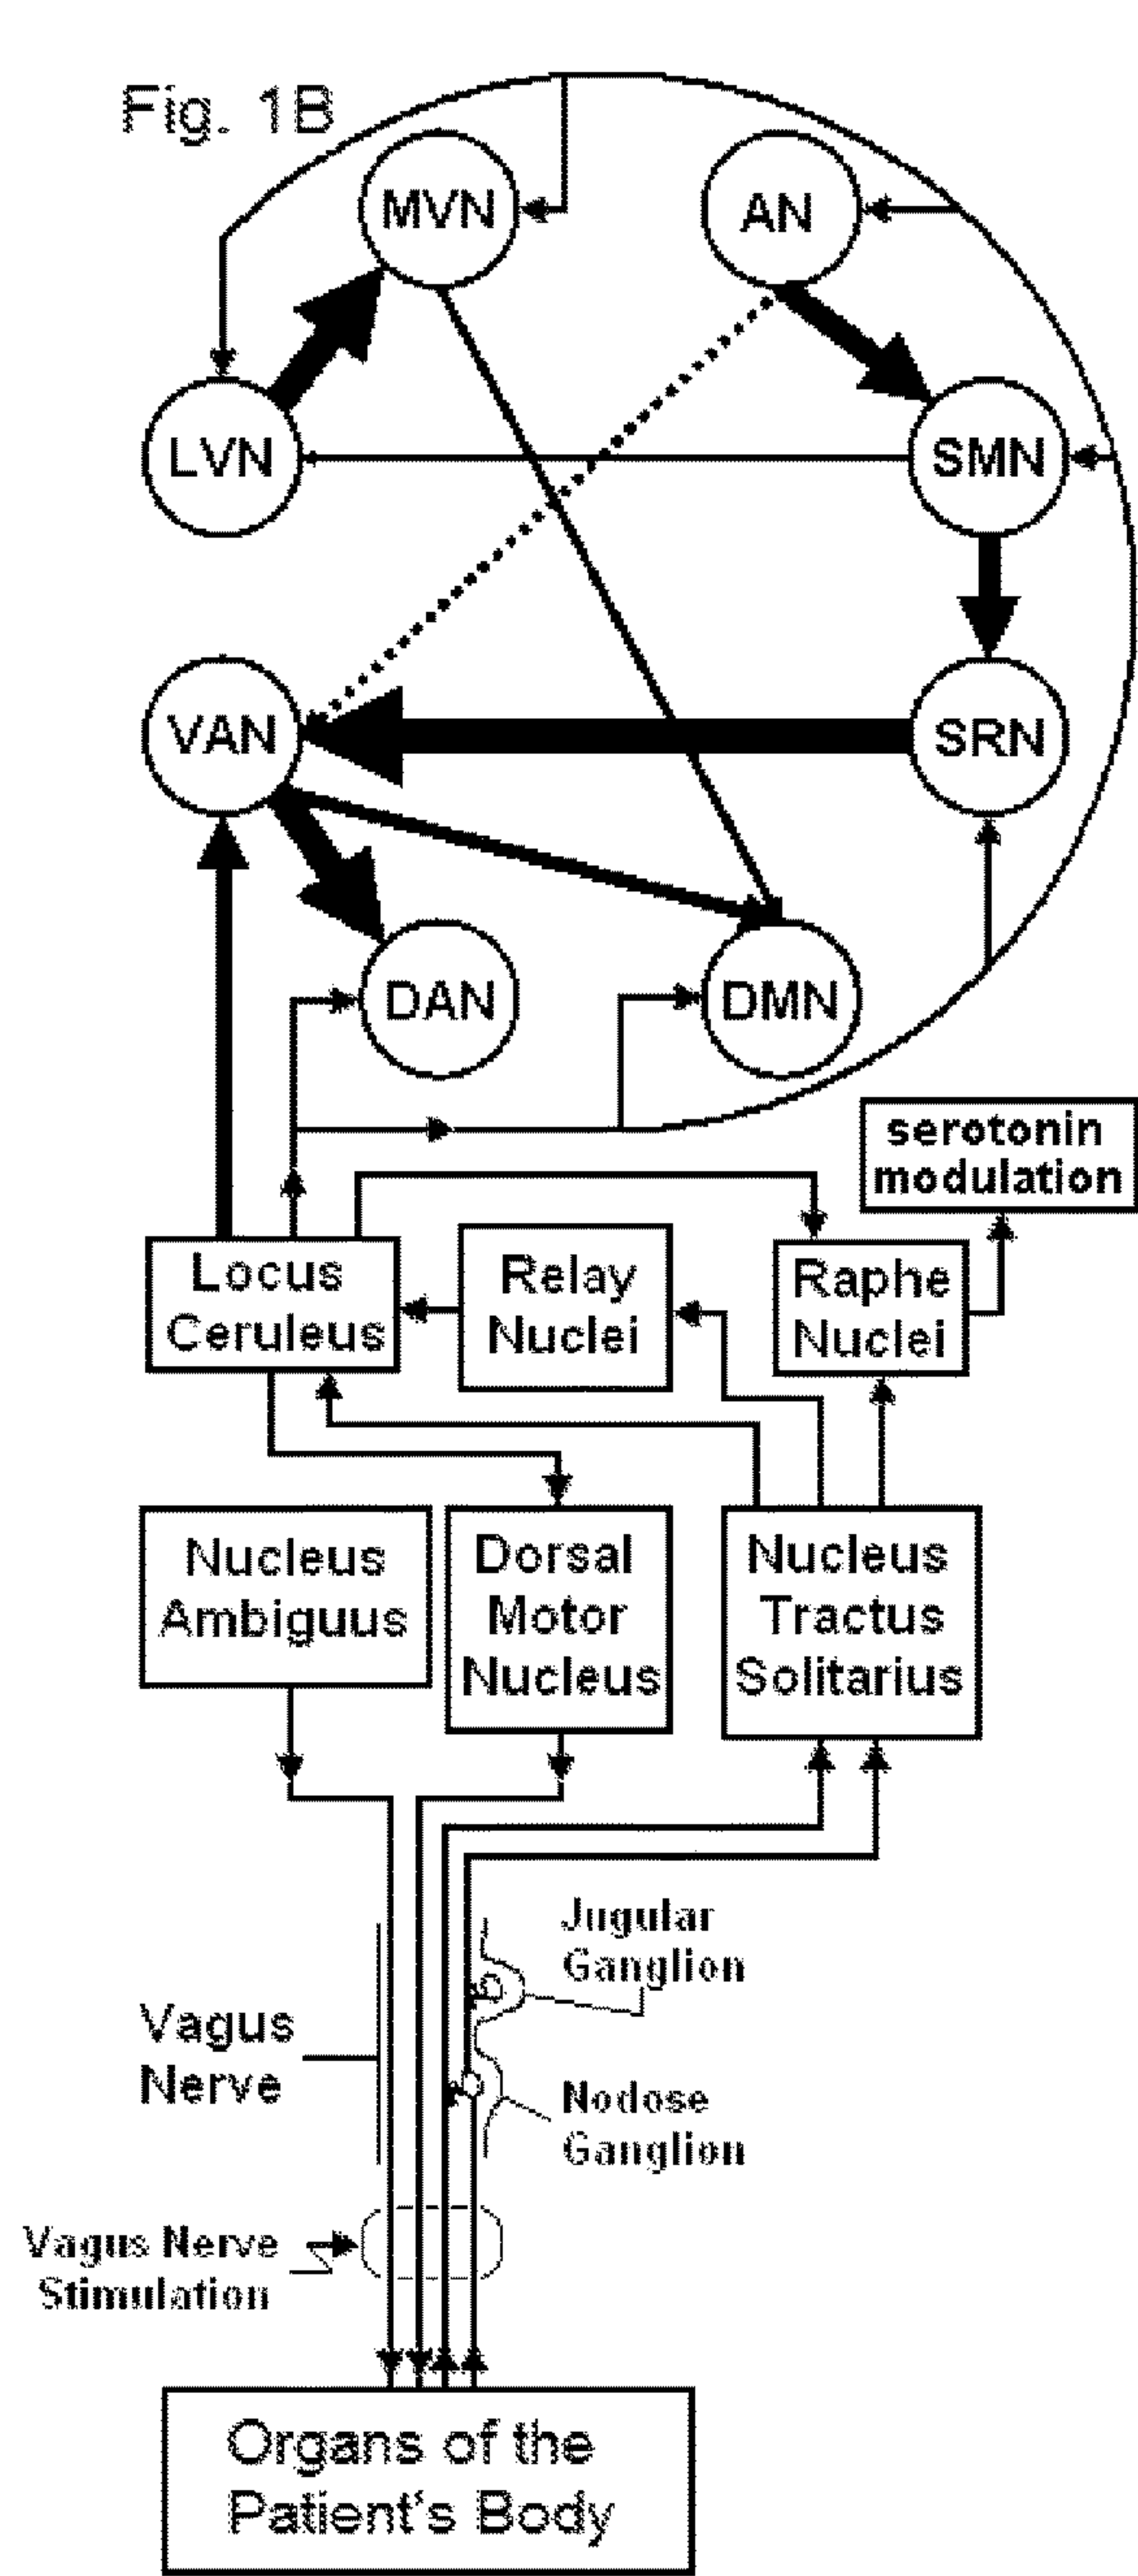 Fig. 1B
MVN
AN
LVN
SMN
VAN
SRN
DAN
DMN
serotonin
modulation
Locus
Ceruleus
Relay
Nuclei
Raphe
Nuclei
Nucleus
Ambiguus
Dorsal
Motor
Nucleus
Nucleus
Tractus
Solitarius
Jugular
Ganglion
Vagus
Nerve
Nodose
Ganglion
Vagus Nerve
Stimulation
Organs of the
Patient's Body